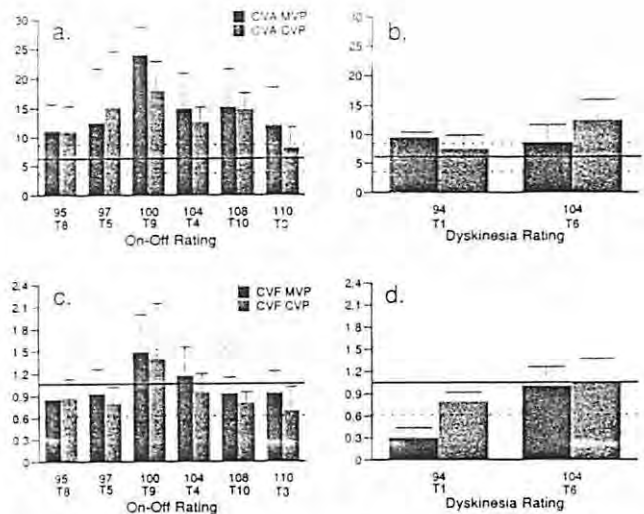 a.
CVA MVP
CVA CVP
30
25
20
15
10
5
0
95 97 100 104 108 110
T8 T5 T9 T4 T10
On-Off Rating
b.
30
25
20
15
10
5
0
94 104
T1 T6
Dyskinesia Rating
c.
CVF MVP
CVF CVP
2.4
2.1
1.8
1.5
1.2
0.9
0.6
0.3
0
95 97 100 104 108 110
T8 T5 T9 T4 T10 T3
On-Off Rating
d.
2.4
2.1
1.8
1.5
1.2
0.9
0.6
0.3
0
94 104
T1 T6
Dyskinesia Rating